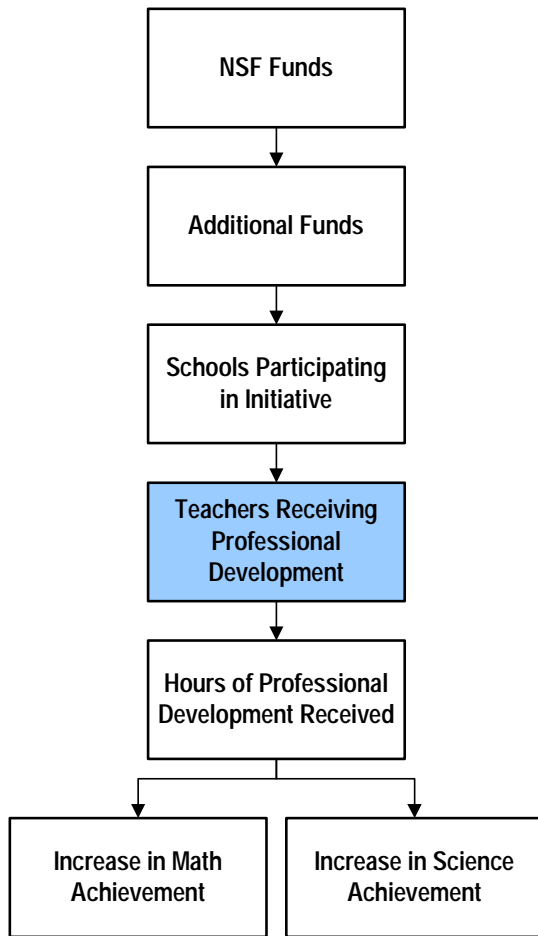 NSF Funds
Additional Funds
Schools Participating
in Initiative
Teachers Receiving
Professional
Development
Hours of Professional
Development Received
Increase in Math
Achievement
Increase in Science
Achievement